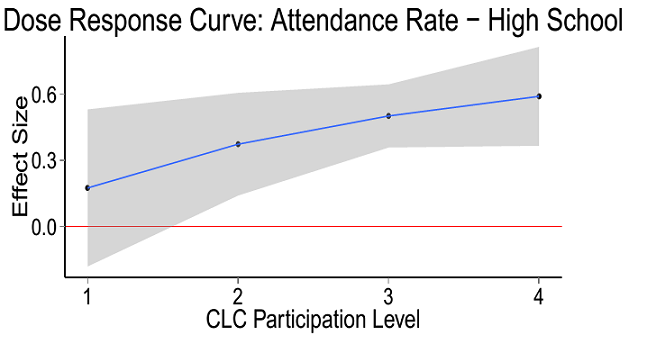 Dose Response Curve: Attendance Rate − High School
Effect Size
0.6
0.3
0.0
1 2 3 4
CLC Participation Level